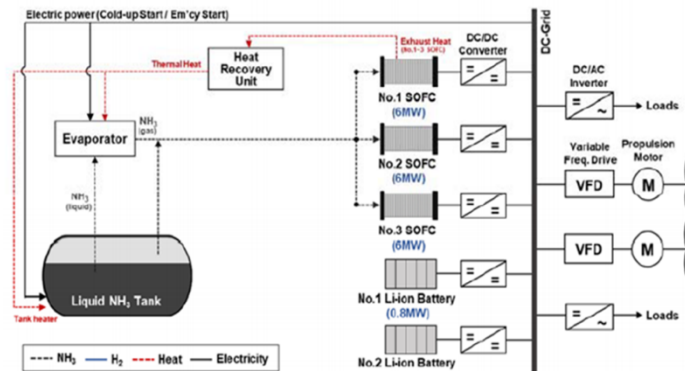 Electric power (Cold-up Start / Em'cy Start)
DC-Grid
Heat
Recovery
Unit
Exhaust Heat
(No.1~3 SOFC)
DC/DC
Converter
Thermal Heat
DC/AC
Inverter
NH₃
(gas)
Evaporator
No.1 SOFC
(6MW)
Loads
Variable
Freq. Drive
Propulsion
Motor
No.2 SOFC
(6MW)
VFD
M
NH₃
(liquid)
No.3 SOFC
(6MW)
VFD
M
Liquid NH₃ Tank
Tank heater
No.1 Li-ion Battery
(0.8MW)
Loads
No.2 Li-ion Battery
NH₃
H₂
Heat
Electricity